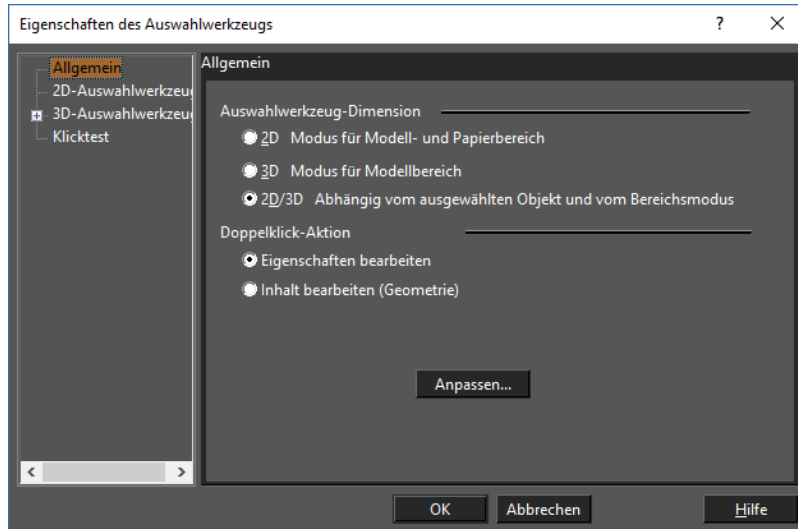 Eigenschaften des Auswahlwerkzeugs
?
Allgemein
2D-Auswahlwerkzeu
3D-Auswahlwerkzeu
Klicktest
Allgemein
Auswahlwerkzeug-Dimension
2D Modus für Modell- und Papierbereich
3D Modus für Modellbereich
2D/3D Abhängig vom ausgewählten Objekt und vom Bereichsmodus
Doppelklick-Aktion
Eigenschaften bearbeiten
Inhalt bearbeiten (Geometrie)
Anpassen...
OK Abbrechen Hilfe